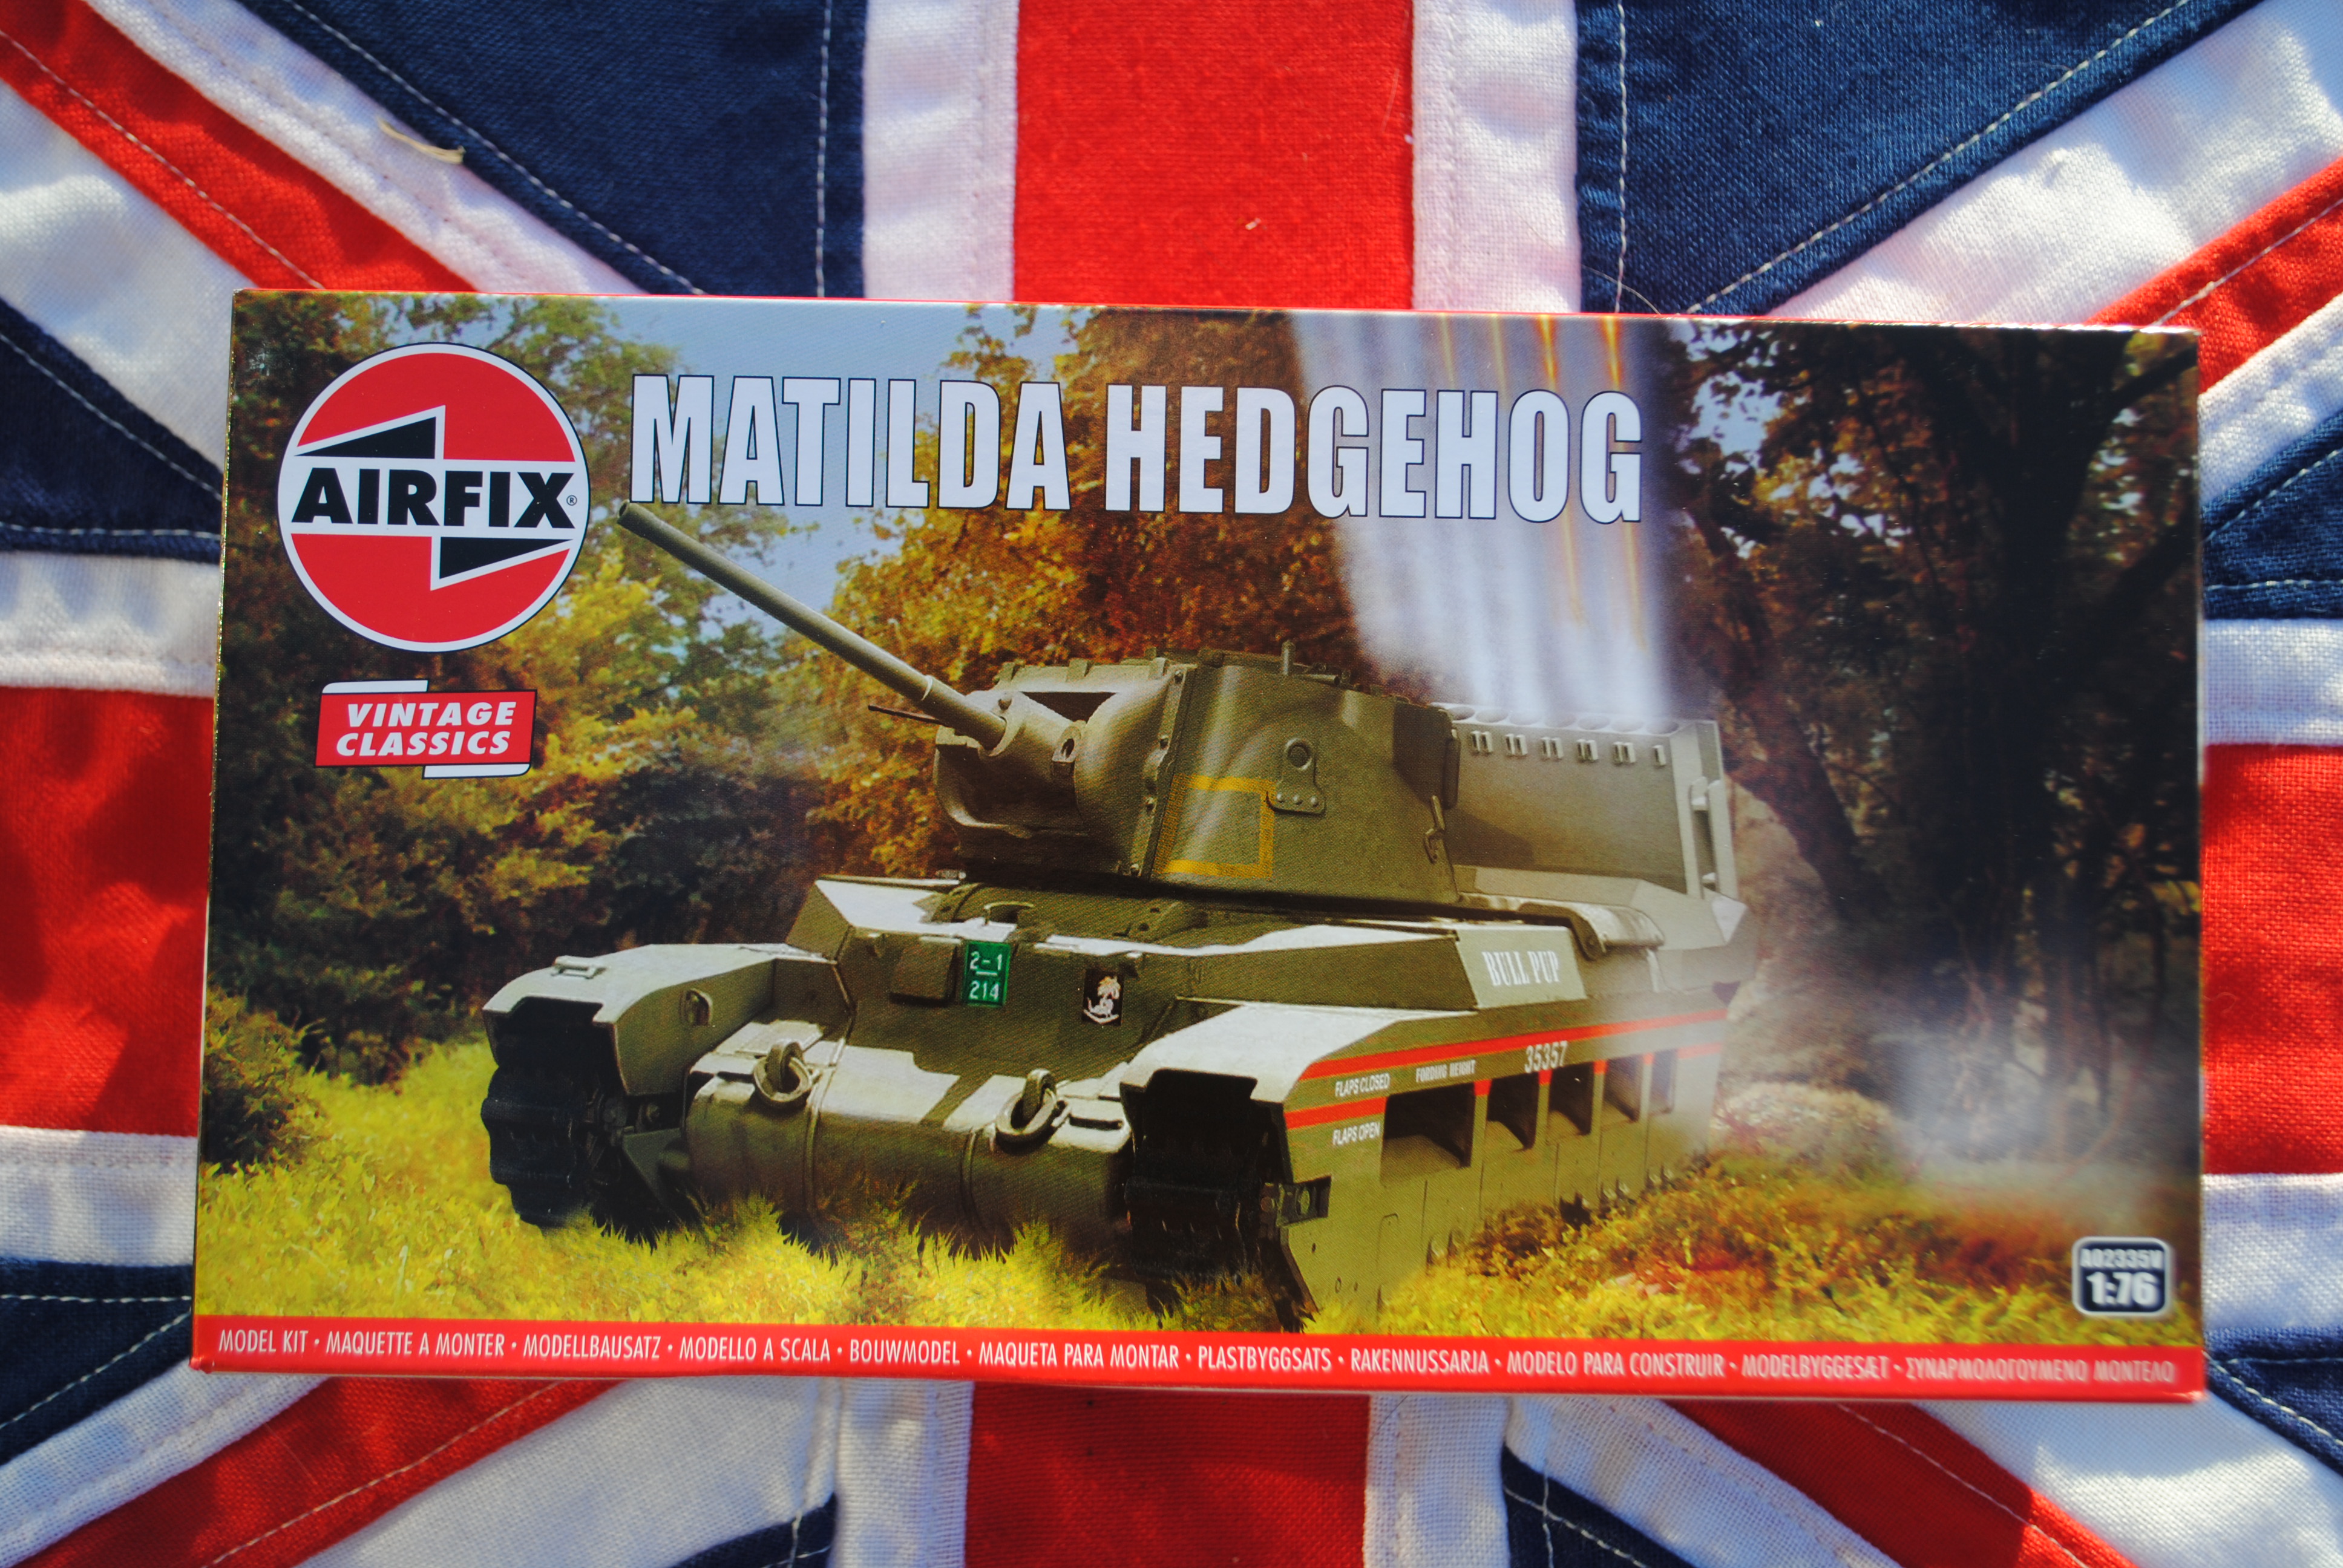 MATILDA HEDGEHOG
AIRFIX®
VINTAGE
CLASSICS
2-1
214
BULL PUP
35357
FLAPS CLOSED
FORDING HEIGHT
FLAPS OPEN
A02335V
1:76
MODEL KIT • MAQUETTE A MONTER • MODELLBAUSATZ • MODELLO A SCALA • BOUWMODEL • MAQUETA PARA MONTAR • PLASTBYGGSATS • RAKENNUSSARJA • MODELO PARA CONSTRUIR • MODELBYGGESÆT • ΣΥΝΑΡΜΟΛΟΓΟΥΜΕΝΟ ΜΟΝΤΕΛΟ